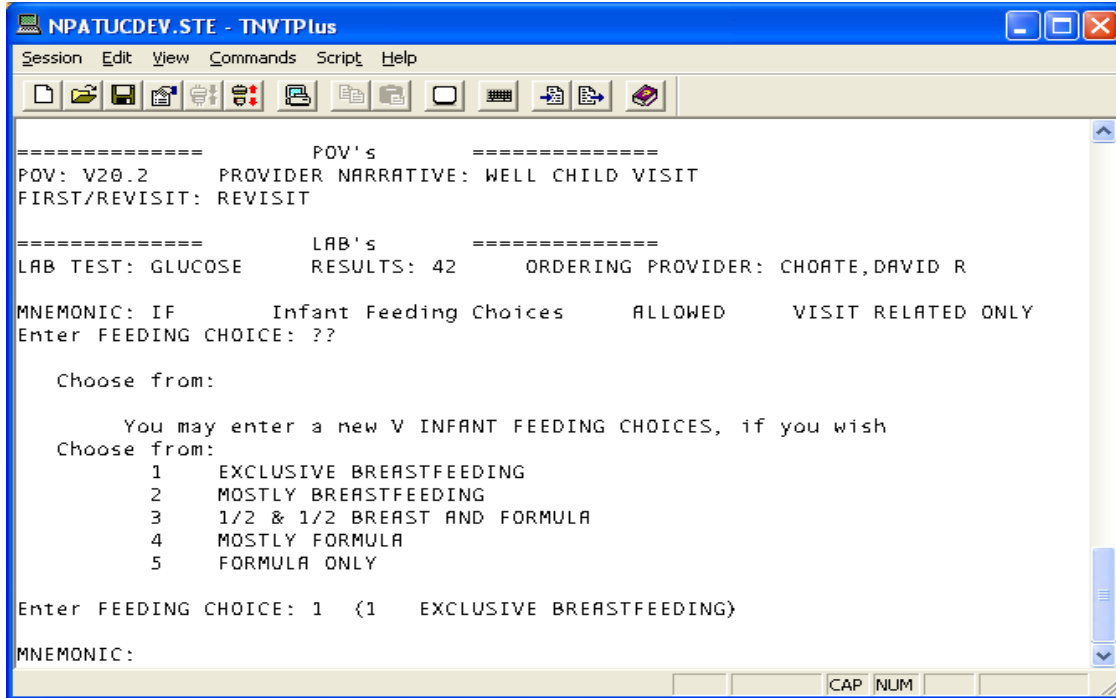 NPATUCDEV.STE - TNVTPlus
Session Edit View Commands Script Help
============== POV's ==============
POV: V20.2 PROVIDER NARRATIVE: WELL CHILD VISIT
FIRST/REVISIT: REVISIT
============== LAB's ==============
LAB TEST: GLUCOSE RESULTS: 42 ORDERING PROVIDER: CHOATE,DAVID R
MNEMONIC: IF Infant Feeding Choices ALLOWED VISIT RELATED ONLY
Enter FEEDING CHOICE: ??
Choose from:
You may enter a new V INFANT FEEDING CHOICES, if you wish
Choose from:
1 EXCLUSIVE BREASTFEEDING
2 MOSTLY BREASTFEEDING
3 1/2 & 1/2 BREAST AND FORMULA
4 MOSTLY FORMULA
5 FORMULA ONLY
Enter FEEDING CHOICE: 1 (1 EXCLUSIVE BREASTFEEDING)
MNEMONIC:
CAP NUM